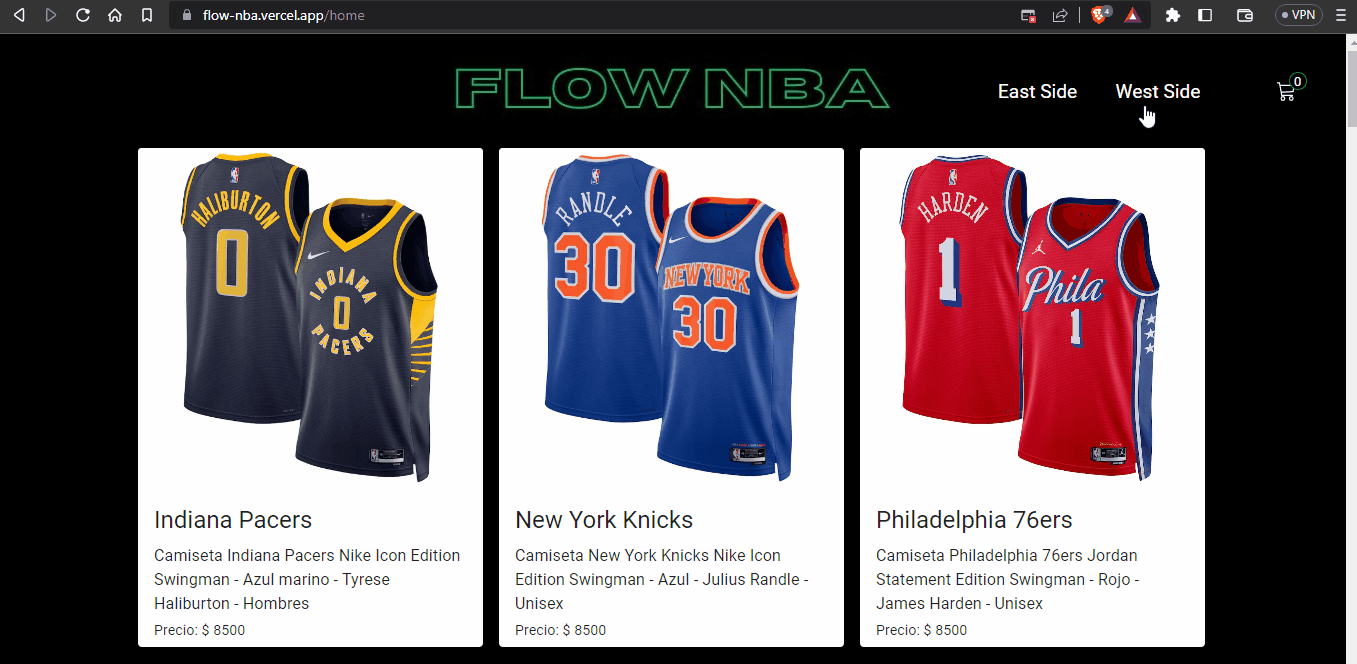 flow-nba.vercel.app/home
4
VPN
FLOW NBA
East Side
West Side
0
HALIBURTON
0
INDIANA
0
PACERS
RANDLE
30
NEW YORK
30
HARDEN
1
Phila
1
Indiana Pacers
Camiseta Indiana Pacers Nike Icon Edition
Swingman - Azul marino - Tyrese
Haliburton - Hombres
Precio: $ 8500
New York Knicks
Camiseta New York Knicks Nike Icon
Edition Swingman - Azul - Julius Randle -
Unisex
Precio: $ 8500
Philadelphia 76ers
Camiseta Philadelphia 76ers Jordan
Statement Edition Swingman - Rojo -
James Harden - Unisex
Precio: $ 8500